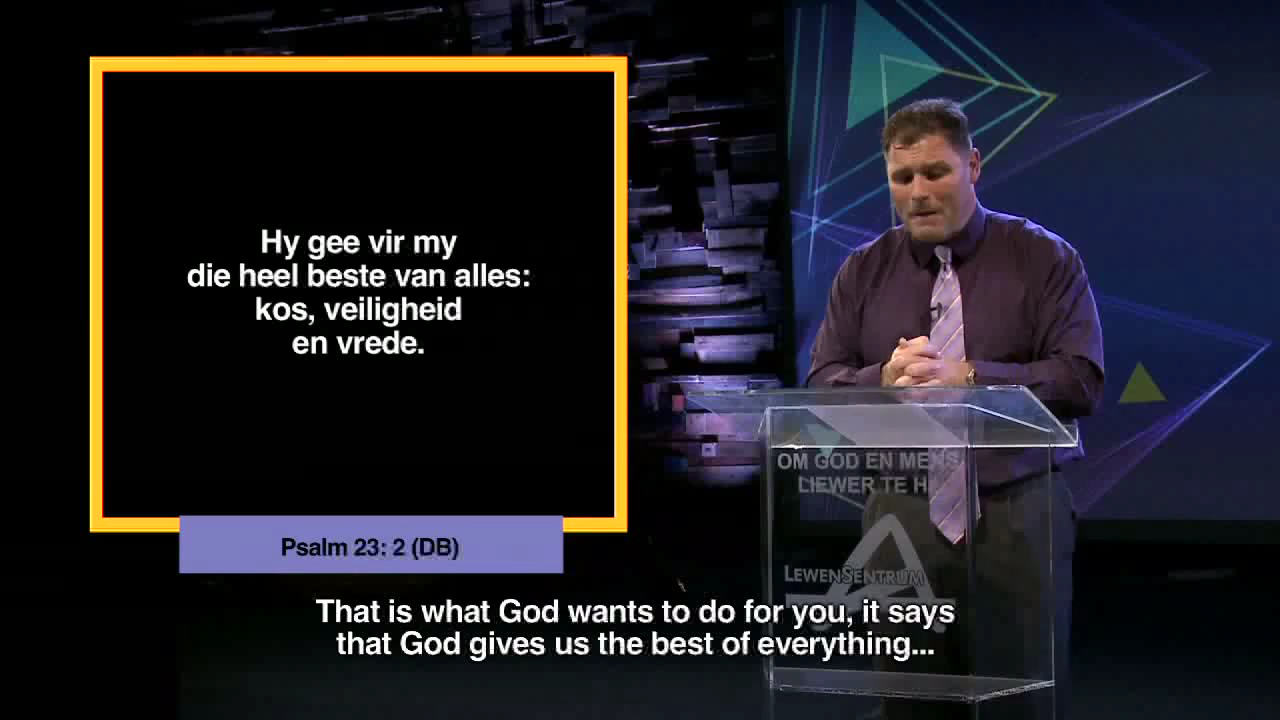 Hy gee vir my
die heel beste van alles:
kos, veiligheid
en vrede.
Psalm 23: 2 (DB)
OM GOD EN MENS
LIEWER TE H
LEWENSENTRUM
That is what God wants to do for you, it says
that God gives us the best of everything...